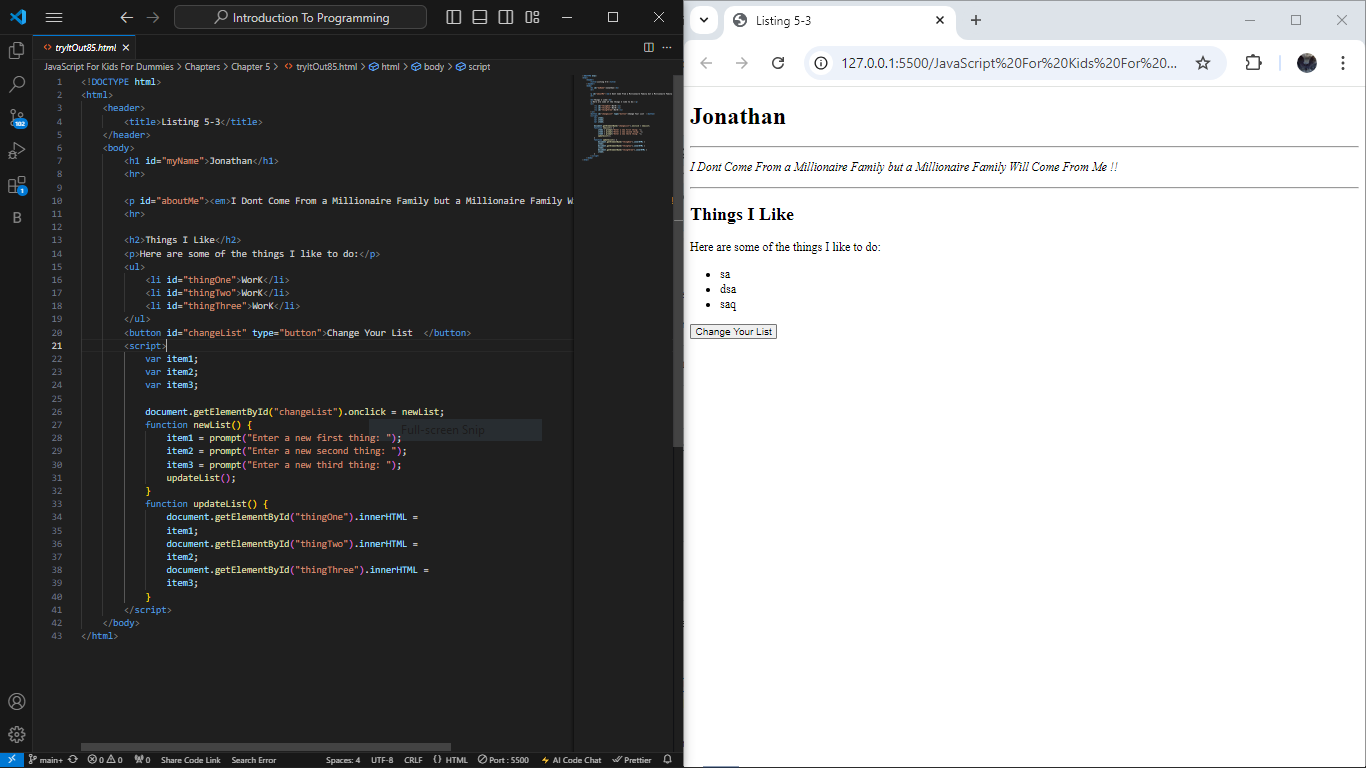 Introduction To Programming
tryItOut85.html
JavaScript For Kids For Dummies > Chapters > Chapter 5 > tryItOut85.html > html > body > script
1 <!DOCTYPE html>
2 <html>
3 <header>
4 <title>Listing 5-3</title>
5 </header>
6 <body>
7 <h1 id="myName">Jonathan</h1>
8 <hr>
9
10 <p id="aboutMe"><em>I Dont Come From a Millionaire Family but a Millionaire Family W
11 <hr>
12
13 <h2>Things I Like</h2>
14 <p>Here are some of the things I like to do:</p>
15 <ul>
16 <li id="thingOne">WorK</li>
17 <li id="thingTwo">WorK</li>
18 <li id="thingThree">WorK</li>
19 </ul>
20 <button id="changeList" type="button">Change Your List  </button>
21 <script>
22 var item1;
23 var item2;
24 var item3;
25
26 document.getElementById("changeList").onclick = newList;
27 function newList() {
28 item1 = prompt("Enter a new first thing: ");
29 item2 = prompt("Enter a new second thing: ");
30 item3 = prompt("Enter a new third thing: ");
31 updateList();
32 }
33 function updateList() {
34 document.getElementById("thingOne").innerHTML =
35 item1;
36 document.getElementById("thingTwo").innerHTML =
37 item2;
38 document.getElementById("thingThree").innerHTML =
39 item3;
40 }
41 </script>
42 </body>
43 </html>
Full-screen Snip
102
1
B
main+ 0 0 0 Share Code Link Search Error Spaces: 4 UTF-8 CRLF {} HTML Port : 5500 AI Code Chat Prettier
Listing 5-3
127.0.0.1:5500/JavaScript%20For%20Kids%20For%20...
Jonathan
I Dont Come From a Millionaire Family but a Millionaire Family Will Come From Me !!
Things I Like
Here are some of the things I like to do:
• sa
• dsa
• saq
Change Your List